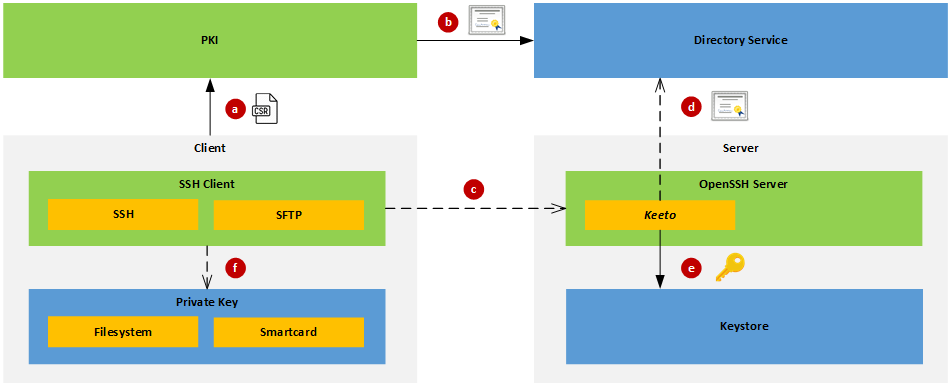 PKI
b
Directory Service
a
CSR
d
Client
Server
SSH Client
c
OpenSSH Server
SSH
SFTP
Keeto
f
e
Private Key
Filesystem
Smartcard
Keystore